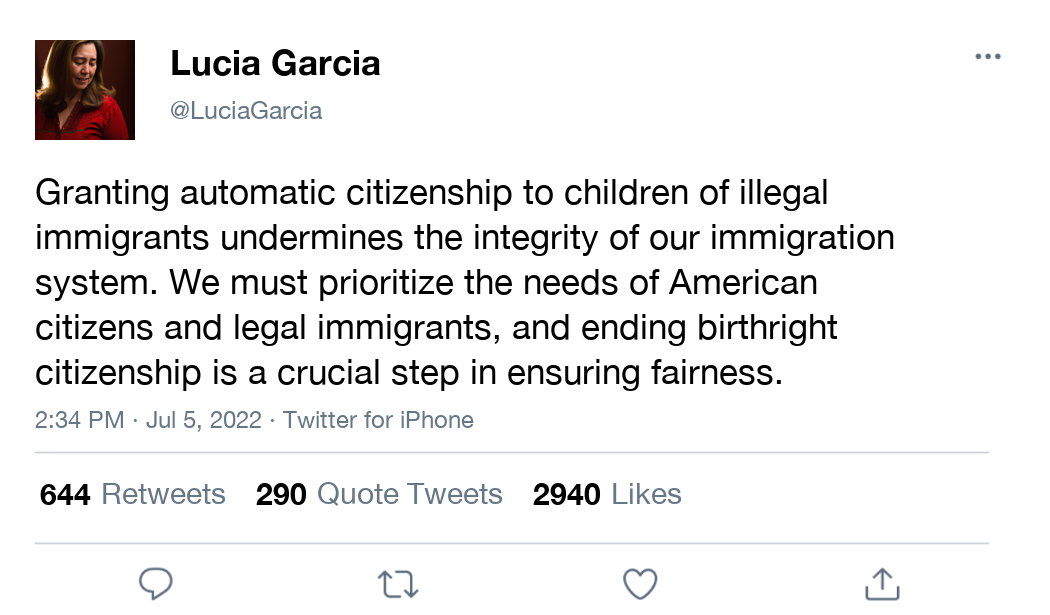 Lucia Garcia
@LuciaGarcia
Granting automatic citizenship to children of illegal
immigrants undermines the integrity of our immigration
system. We must prioritize the needs of American
citizens and legal immigrants, and ending birthright
citizenship is a crucial step in ensuring fairness.
2:34 PM · Jul 5, 2022 · Twitter for iPhone
644 Retweets 290 Quote Tweets 2940 Likes